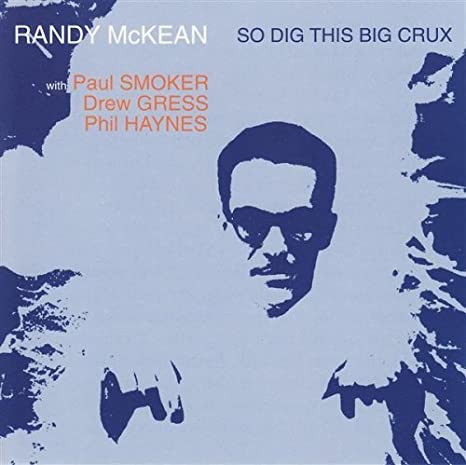 RANDY McKEAN SO DIG THIS BIG CRUX
with Paul SMOKER
Drew GRESS
Phil HAYNES